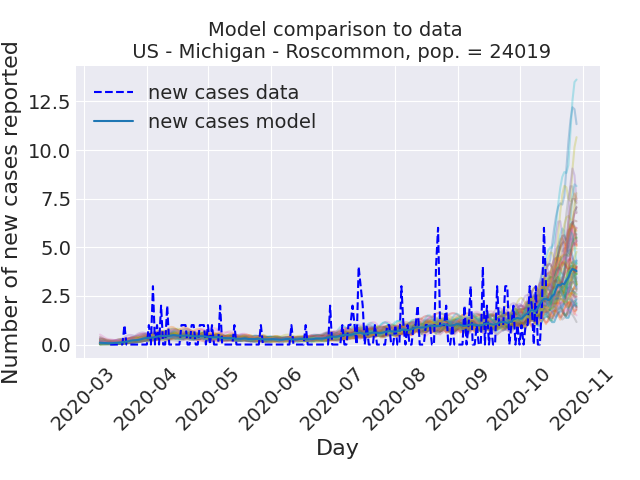 Model comparison to data
US - Michigan - Roscommon, pop. = 24019
new cases data
new cases model
Number of new cases reported
12.5
10.0
7.5
5.0
2.5
0.0
2020-03
2020-04
2020-05
2020-06
2020-07
2020-08
2020-09
2020-10
2020-11
Day